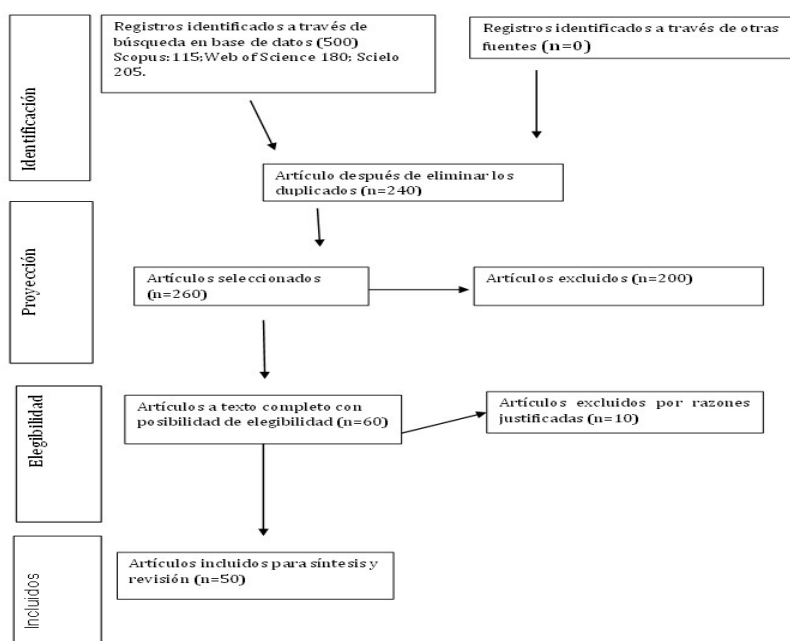 Identificación
Registros identificados a través de
búsqueda en base de datos (500)
Scopus:115;Web of Science 180; Scielo
205.
Registros identificados a través de otras
fuentes (n=0)
Artículo después de eliminar los
duplicados (n=240)
Proyección
Artículos seleccionados
(n=260)
Artículos excluidos (n=200)
Elegibilidad
Artículos a texto completo con
posibilidad de elegibilidad (n=60)
Artículos excluidos por razones
justificadas (n=10)
Incluidos
Artículos incluidos para síntesis y
revisión (n=50)